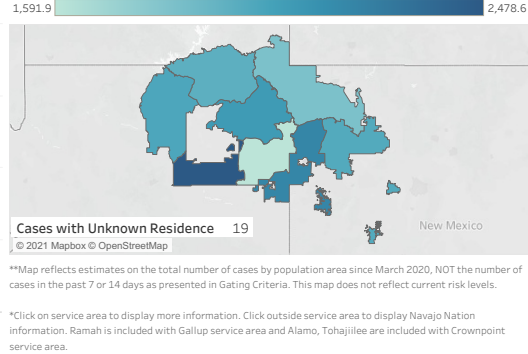 1,591.9 2,478.6
Cases with Unknown Residence 19
© 2021 Mapbox © OpenStreetMap
New Mexico
**Map reflects estimates on the total number of cases by population area since March 2020, NOT the number of
cases in the past 7 or 14 days as presented in Gating Criteria. This map does not reflect current risk levels.
*Click on service area to display more information. Click outside service area to display Navajo Nation
information. Ramah is included with Gallup service area and Alamo, Tohajiilee are included with Crownpoint
service area.